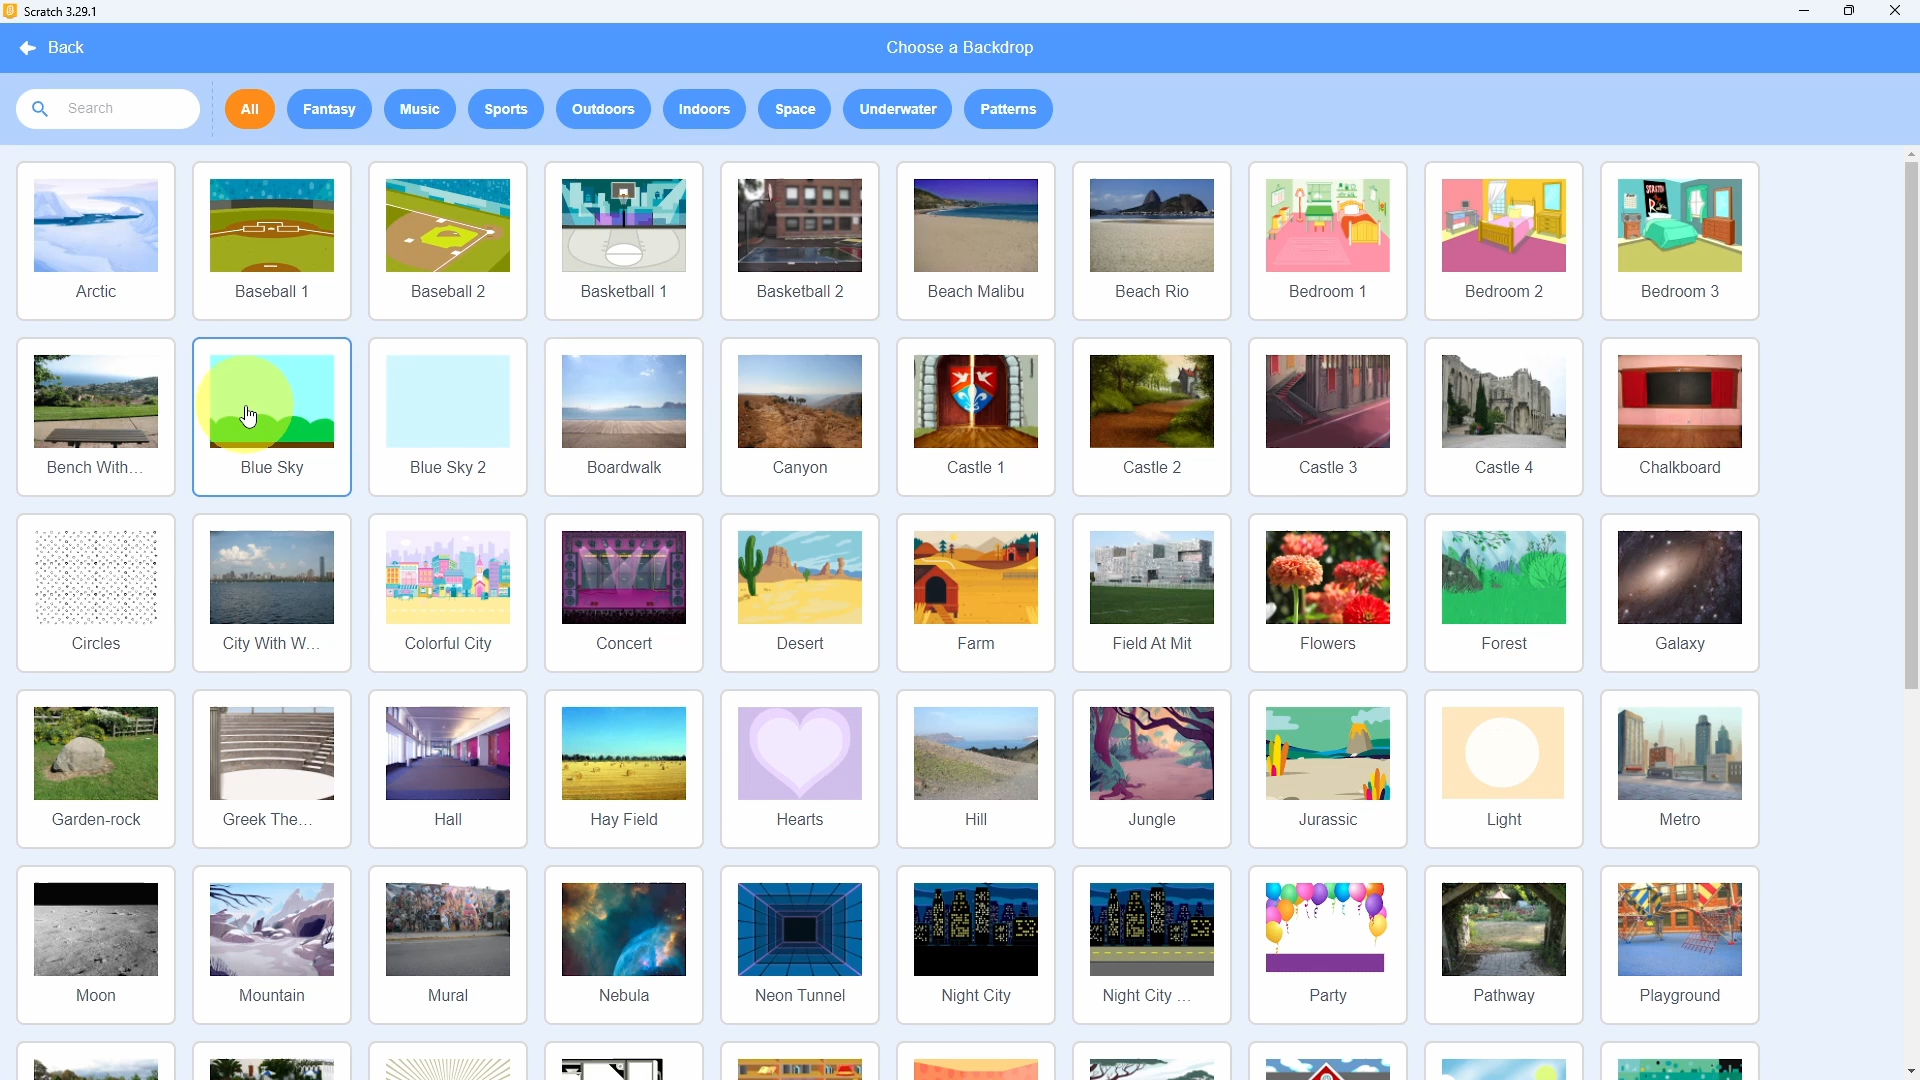 Scratch 3.29.1
Back
Choose a Backdrop
Search
All
Fantasy
Music
Sports
Outdoors
Indoors
Space
Underwater
Patterns
Arctic
Baseball 1
Baseball 2
Basketball 1
Basketball 2
Beach Malibu
Beach Rio
Bedroom 1
Bedroom 2
Bedroom 3
Bench With...
Blue Sky
Blue Sky 2
Boardwalk
Canyon
Castle 1
Castle 2
Castle 3
Castle 4
Chalkboard
Circles
City With W...
Colorful City
Concert
Desert
Farm
Field At Mit
Flowers
Forest
Galaxy
Garden-rock
Greek The...
Hall
Hay Field
Hearts
Hill
Jungle
Jurassic
Light
Metro
Moon
Mountain
Mural
Nebula
Neon Tunnel
Night City
Night City ...
Party
Pathway
Playground